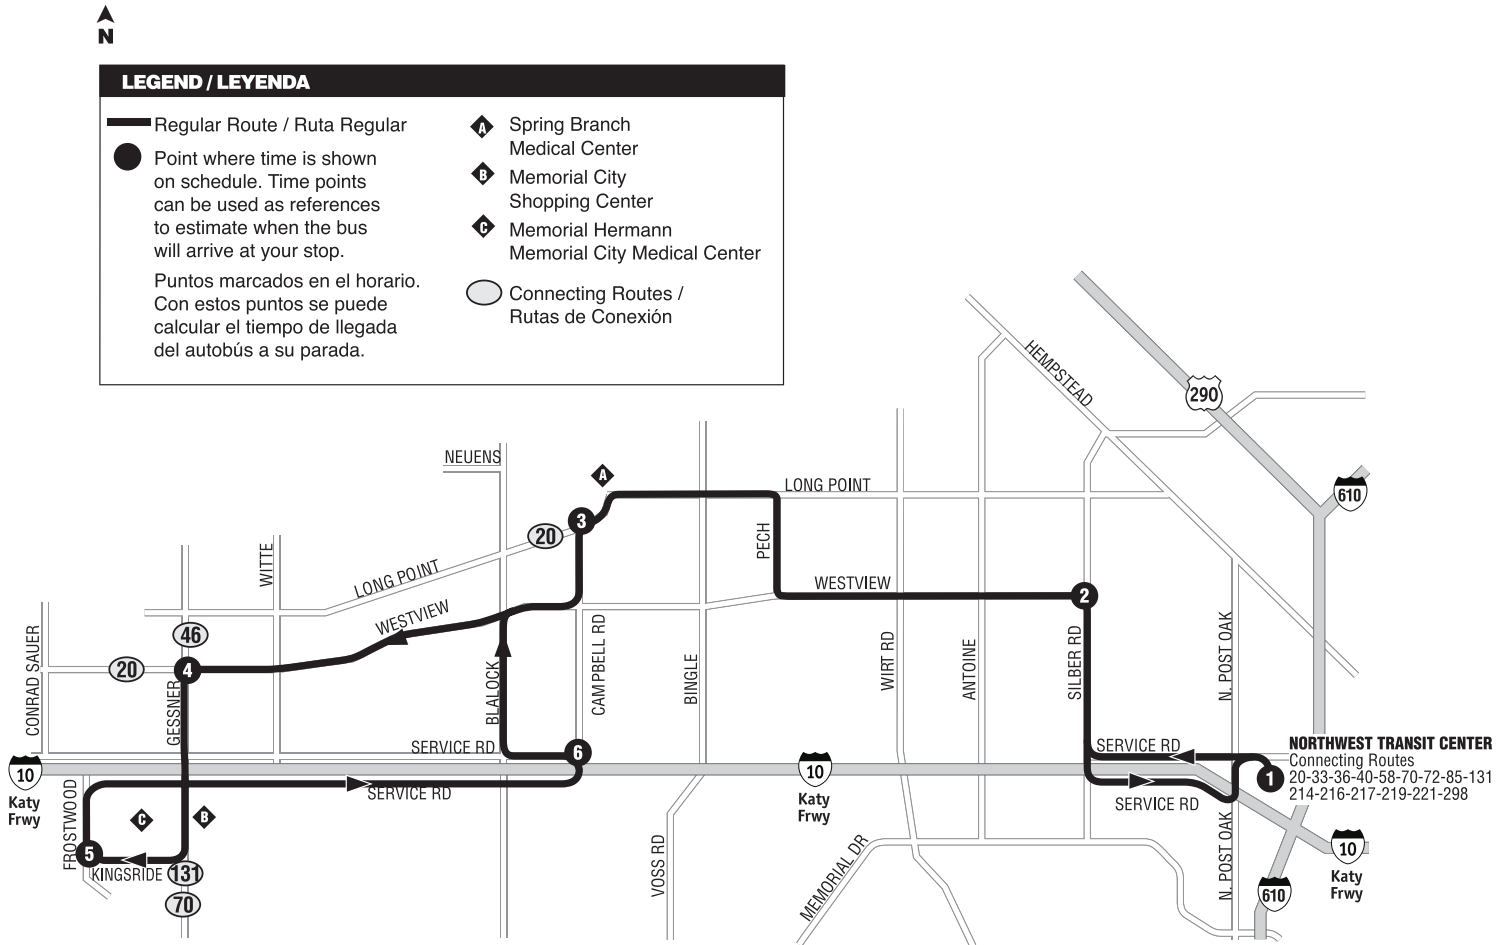 N
LEGEND / LEYENDA
Regular Route / Ruta Regular
Point where time is shown
on schedule. Time points
can be used as references
to estimate when the bus
will arrive at your stop.
Puntos marcados en el horario.
Con estos puntos se puede
calcular el tiempo de llegada
del autobús a su parada.
A
Spring Branch
Medical Center
B
Memorial City
Shopping Center
C
Memorial Hermann
Memorial City Medical Center
Connecting Routes /
Rutas de Conexión
HEMPSTEAD
290
610
NEUENS
A
LONG POINT
3
20
PECH
WITTE
LONG POINT
WESTVIEW
2
WESTVIEW
46
CONRAD SAUER
20
4
GESSNER
BLALOCK
CAMPBELL RD
BINGLE
WIRT RD
ANTOINE
SILBER RD
N. POST OAK
SERVICE RD
6
SERVICE RD
NORTHWEST TRANSIT CENTER
Connecting Routes
20-33-36-40-58-70-72-85-131
214-216-217-219-221-298
1
10
Katy
Frwy
10
Katy
Frwy
SERVICE RD
SERVICE RD
FROSTWOOD
C
B
5
KINGSRIDE
131
70
VOSS RD
MEMORIAL DR
N. POST OAK
10
Katy
Frwy
610